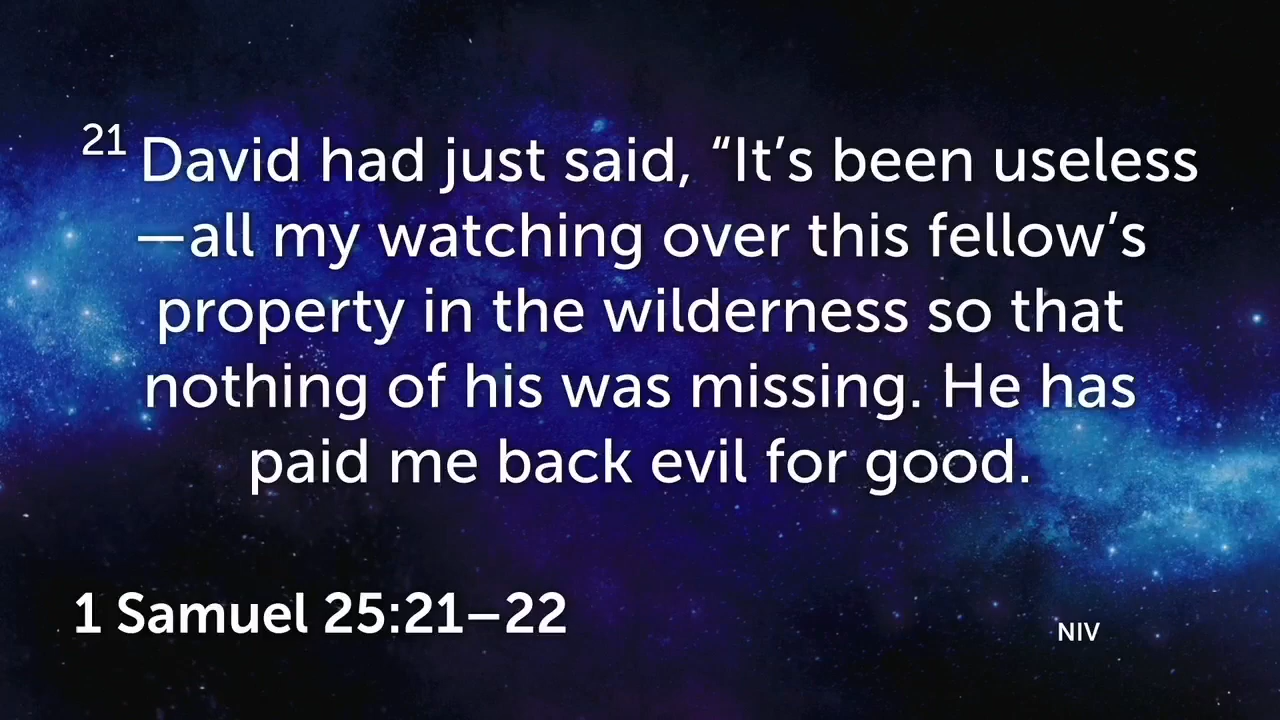 21 David had just said, “It’s been useless
—all my watching over this fellow’s
property in the wilderness so that
nothing of his was missing. He has
paid me back evil for good.
1 Samuel 25:21–22
NIV